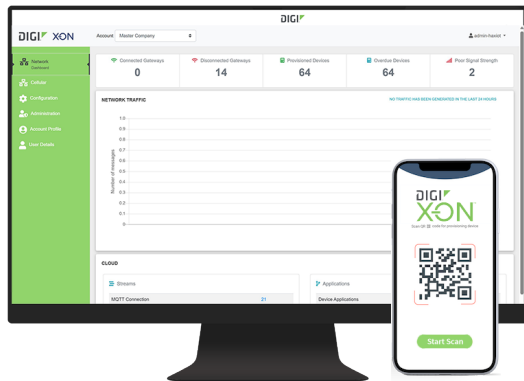 DIGI
DIGI XON
Account Master Company
admin-haxiot
Network
Dashboard
Cellular
Configuration
Administration
Account Profile
User Details
Connected Gateways
0
Disconnected Gateways
14
Provisioned Devices
64
Overdue Devices
64
Poor Signal Strength
2
NETWORK TRAFFIC
NO TRAFFIC HAS BEEN GENERATED IN THE LAST 24 HOURS
Number of messages
1.0
0.9
0.8
0.7
0.6
0.5
0.4
0.3
0.2
0.1
0
CLOUD
Streams
MQTT Connection 21
Applications
Device Applications
DIGI
XON
Scan QR code for provisioning device
Start Scan